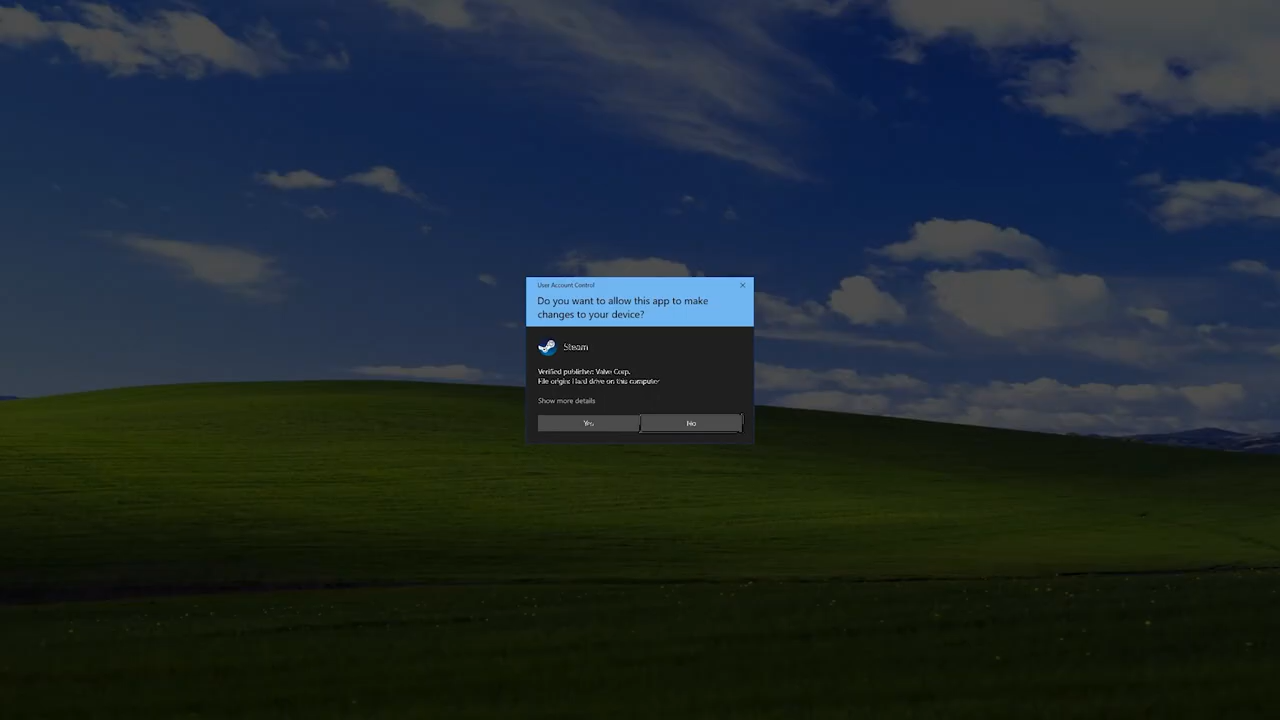 User Account Control
Do you want to allow this app to make
changes to your device?
Steam
Verified publisher: Valve Corp.
File origin: Hard drive on this computer
Show more details
Yes
No